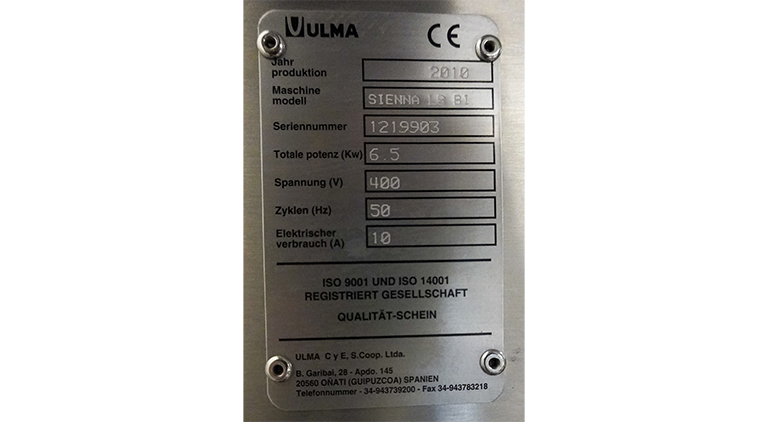 ULMA CE
Jahr
produktion 2010
Maschine
modell SIENNA LB BI
Seriennummer 1219903
Totale potenz (Kw) 6.5
Spannung (V) 400
Zyklen (Hz) 50
Elektrischer
verbrauch (A) 10
ISO 9001 UND ISO 14001
REGISTRIERT GESELLSCHAFT
QUALITÄT-SCHEIN
ULMA C y E, S.Coop. Ltda.
B. Garibai, 28 - Apdo. 145
20560 OÑATI (GUIPUZCOA) SPANIEN
Telefonnummer - 34-943739200 - Fax 34-943783218